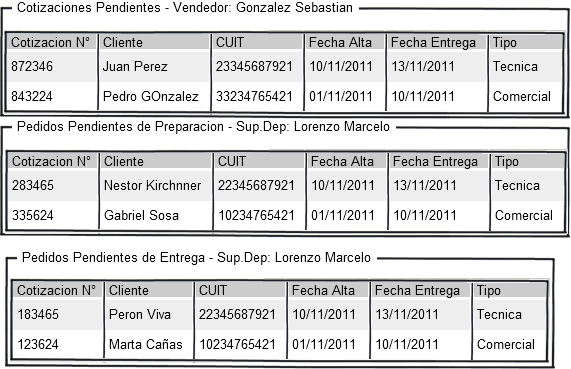 Cotizaciones Pendientes - Vendedor: Gonzalez Sebastian
Cotizacion N° Cliente CUIT Fecha Alta Fecha Entrega Tipo
872346 Juan Perez 23345687921 10/11/2011 13/11/2011 Tecnica
843224 Pedro GOnzalez 33234765421 01/11/2011 10/11/2011 Comercial
Pedidos Pendientes de Preparacion - Sup.Dep: Lorenzo Marcelo
Cotizacion N° Cliente CUIT Fecha Alta Fecha Entrega Tipo
283465 Nestor Kirchnner 22345687921 10/11/2011 13/11/2011 Tecnica
335624 Gabriel Sosa 10234765421 01/11/2011 10/11/2011 Comercial
Pedidos Pendientes de Entrega - Sup.Dep: Lorenzo Marcelo
Cotizacion N° Cliente CUIT Fecha Alta Fecha Entrega Tipo
183465 Peron Viva 22345687921 10/11/2011 13/11/2011 Tecnica
123624 Marta Cañas 10234765421 01/11/2011 10/11/2011 Comercial